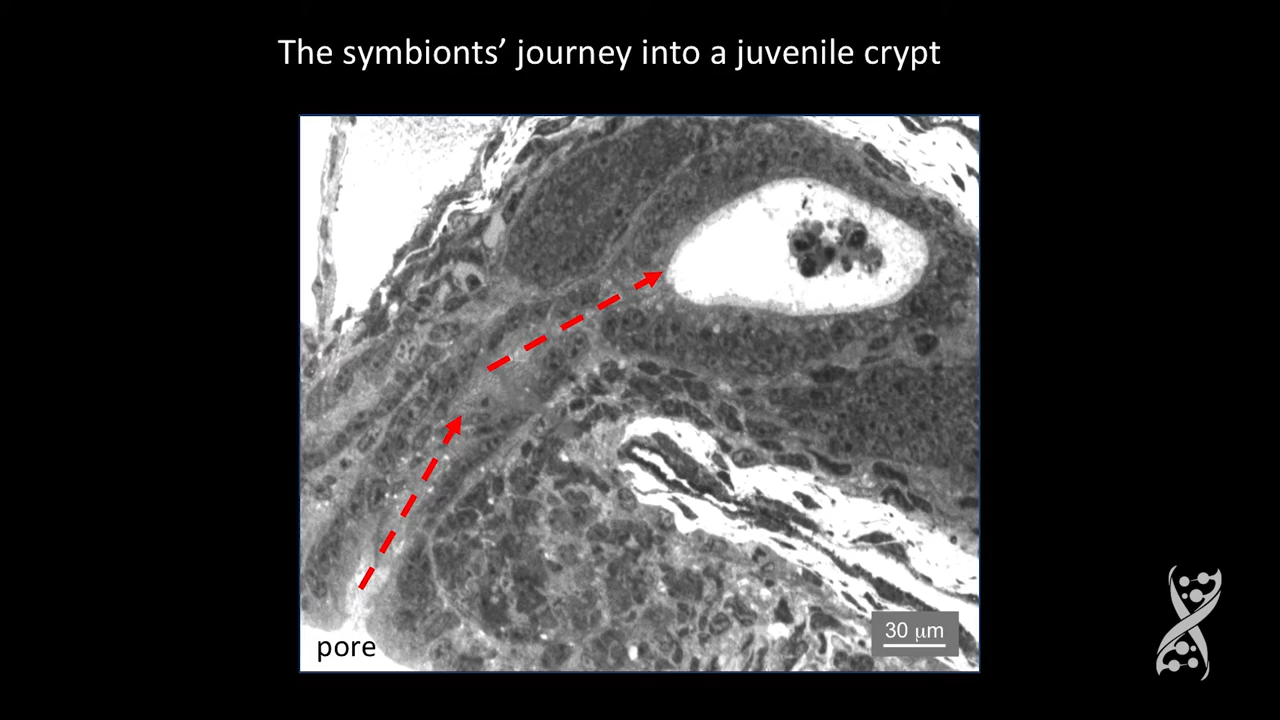 The symbionts’ journey into a juvenile crypt
pore
30 μm